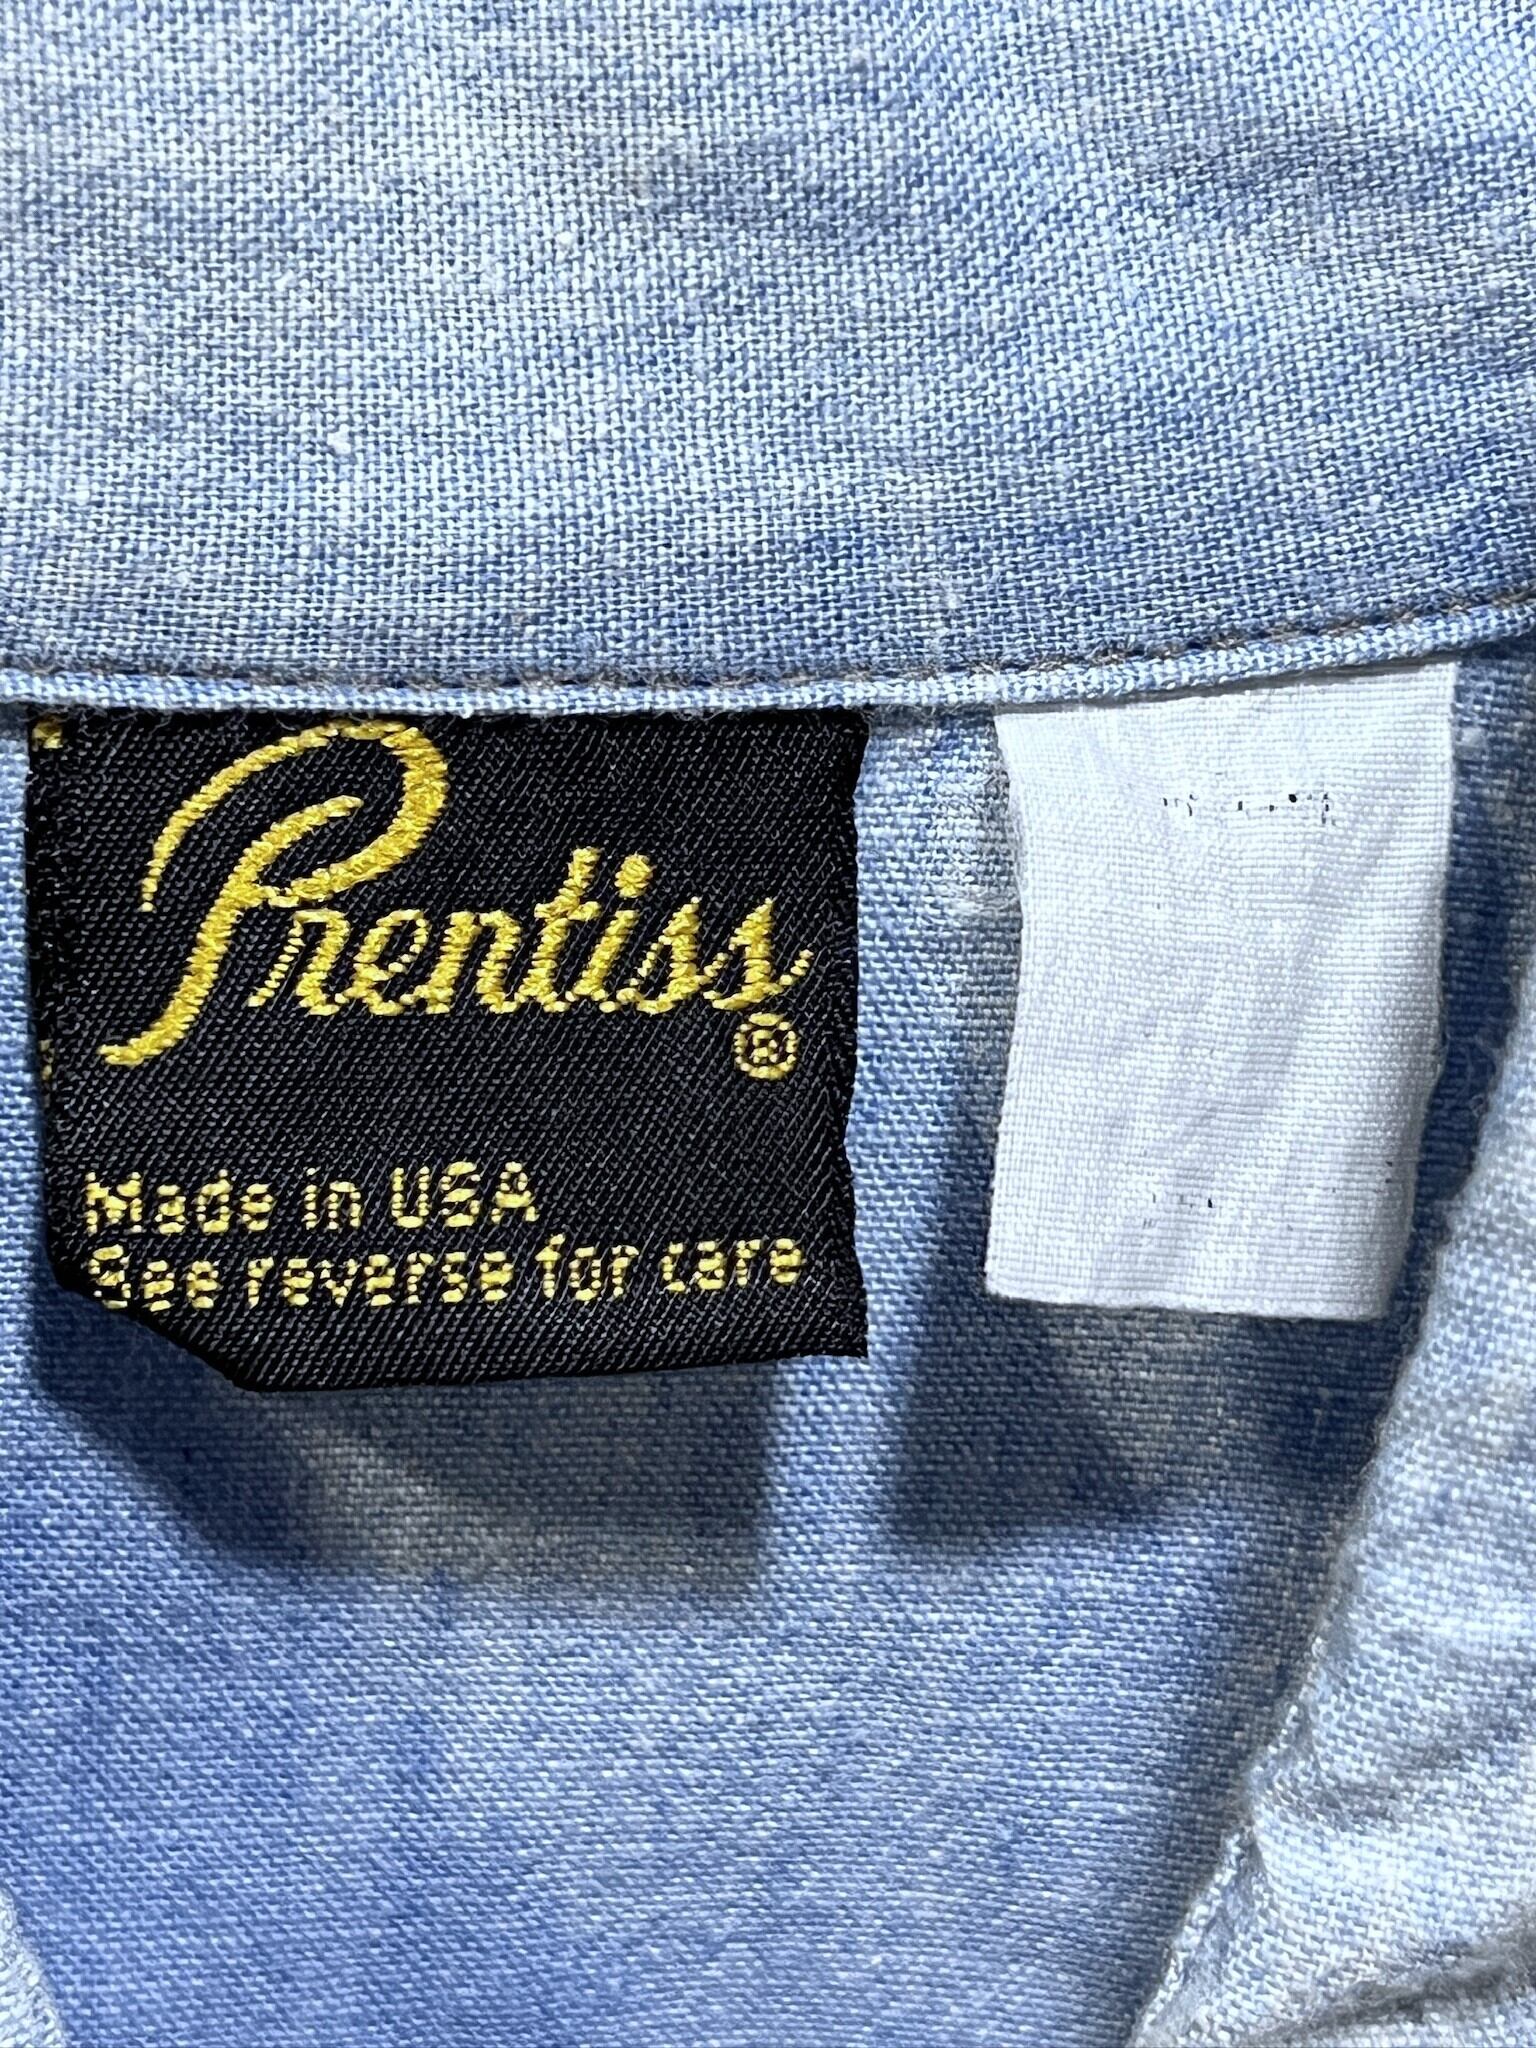 Prentiss
®
Made in USA
See reverse for care